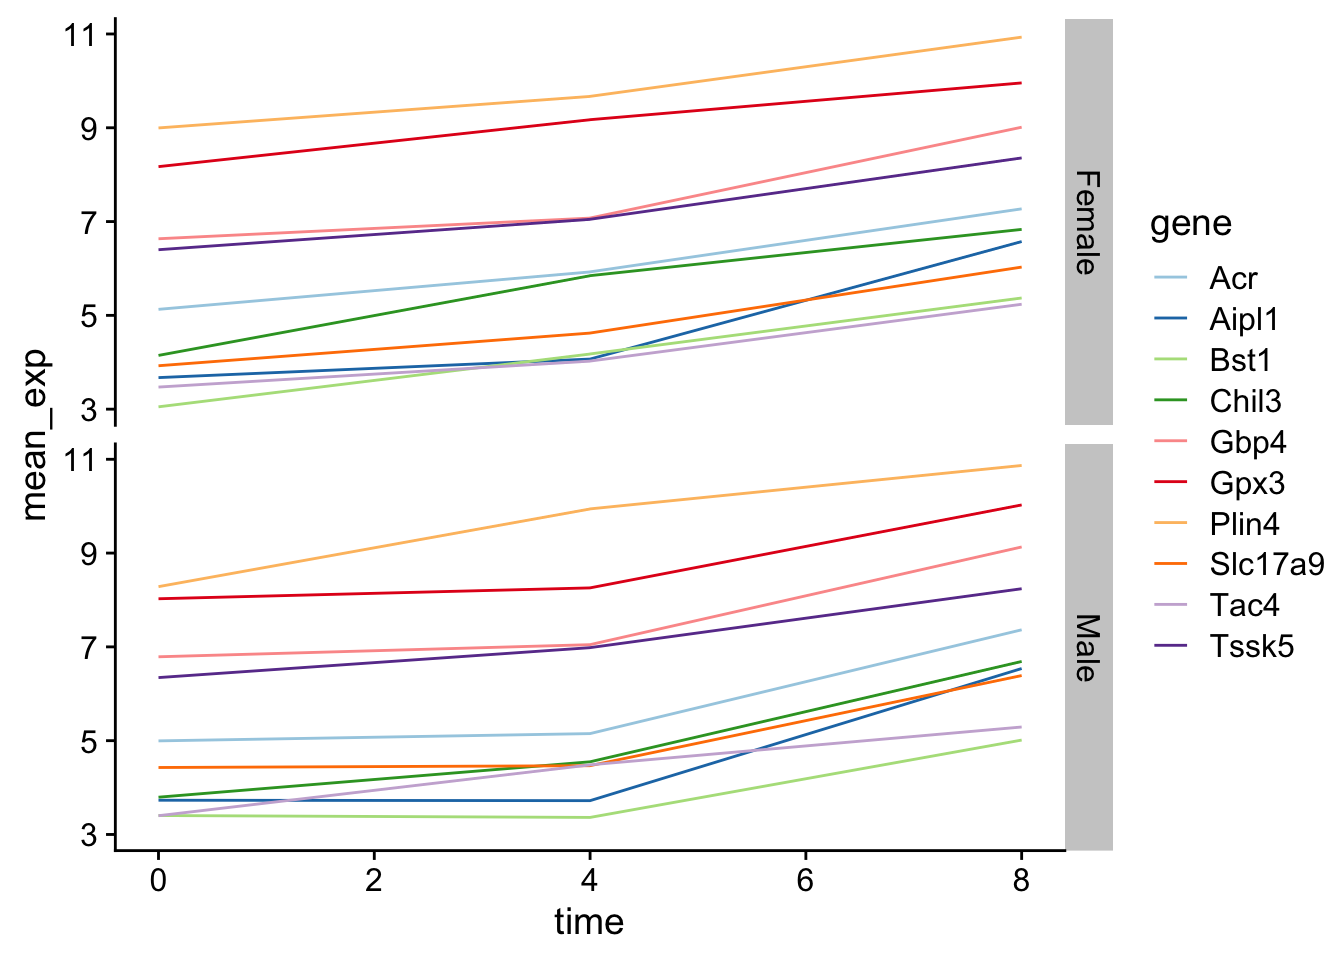 mean_exp
11
9
7
5
3
Female
11
9
7
5
3
Male
0 2 4 6 8
time
gene
Acr
Aipl1
Bst1
Chil3
Gbp4
Gpx3
Plin4
Slc17a9
Tac4
Tssk5